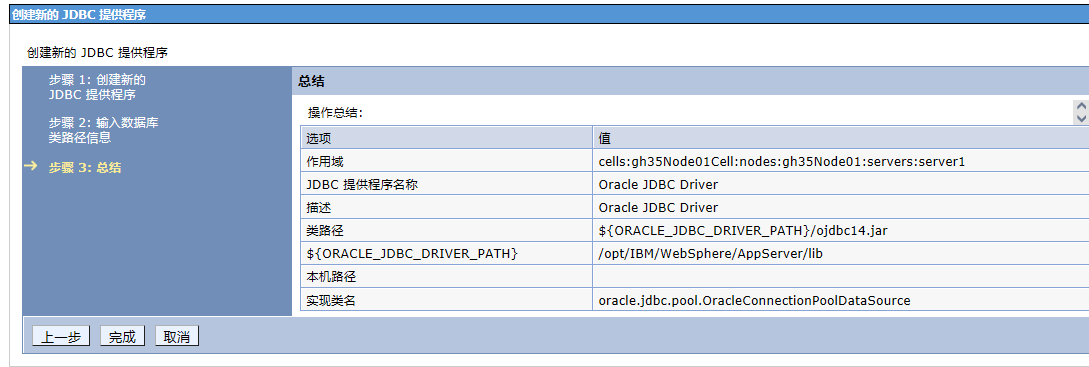 创建新的 JDBC 提供程序
创建新的 JDBC 提供程序
步骤 1: 创建新的
JDBC 提供程序
步骤 2: 输入数据库
类路径信息
步骤 3: 总结
总结
操作总结:
选项 值
作用域 cells:gh35Node01Cell:nodes:gh35Node01:servers:server1
JDBC 提供程序名称 Oracle JDBC Driver
描述 Oracle JDBC Driver
类路径 ${ORACLE_JDBC_DRIVER_PATH}/ojdbc14.jar
${ORACLE_JDBC_DRIVER_PATH} /opt/IBM/WebSphere/AppServer/lib
本机路径
实现类名 oracle.jdbc.pool.OracleConnectionPoolDataSource
上一步 完成 取消